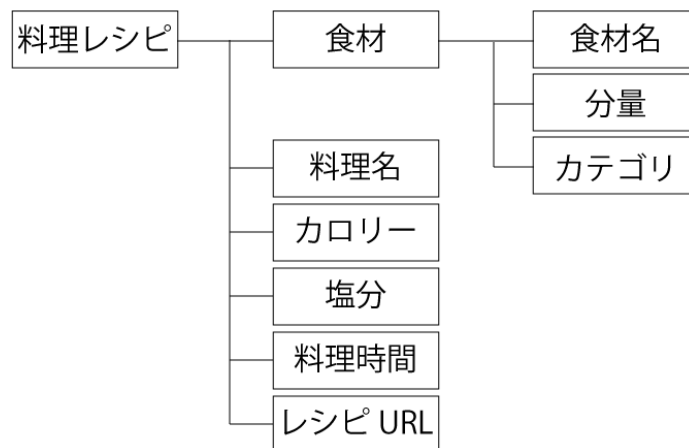 料理レシピ
食材
食材名
分量
カテゴリ
料理名
カロリー
塩分
料理時間
レシピ URL